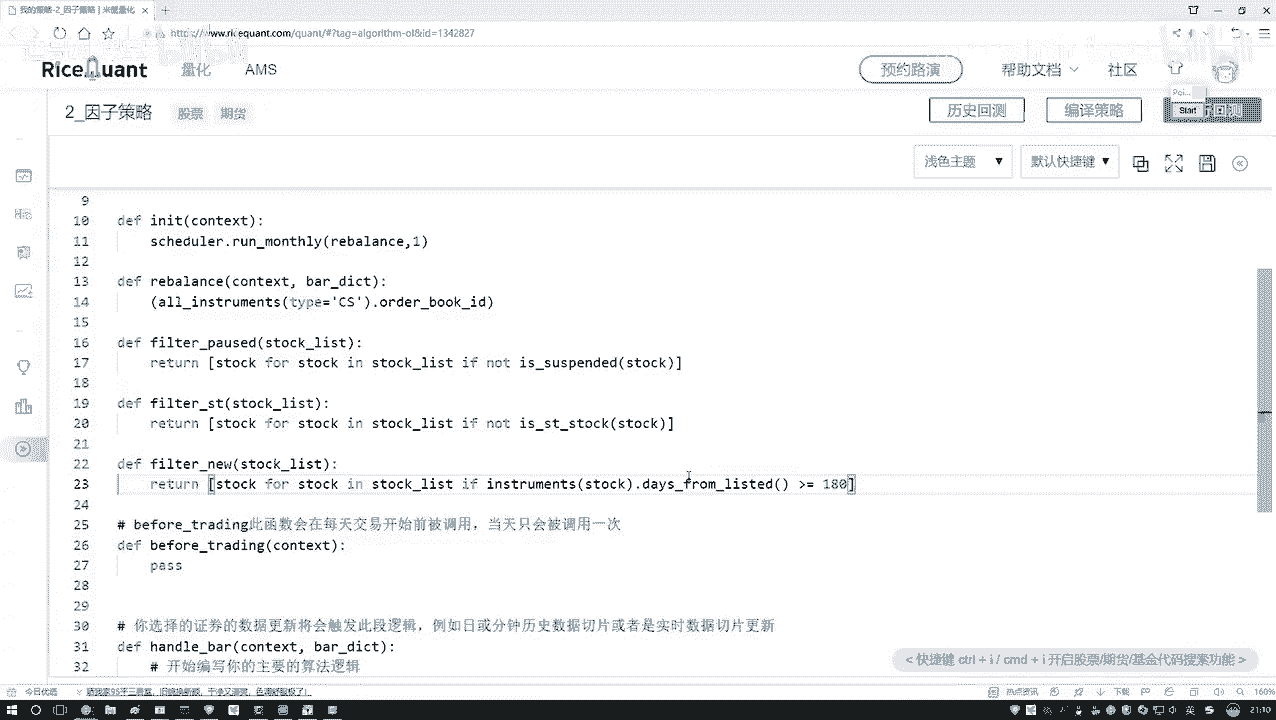 我的策略-2_因子策略 | 米筐量化
https://www.ricequant.com/quant/#?tag=algorithm-ol&id=1342827
RiceQuant 量化 AMS 预约路演 帮助文档 社区
2_因子策略 股票 期货 历史回测 编译策略
Start
浅色主题 默认快捷键
9
10 def init(context):
11 scheduler.run_monthly(rebalance,1)
12
13 def rebalance(context, bar_dict):
14 (all_instruments(type='CS').order_book_id)
15
16 def filter_paused(stock_list):
17 return [stock for stock in stock_list if not is_suspended(stock)]
18
19 def filter_st(stock_list):
20 return [stock for stock in stock_list if not is_st_stock(stock)]
21
22 def filter_new(stock_list):
23 return [stock for stock in stock_list if instruments(stock).days_from_listed() >= 180]
24
25 # before_trading此函数会在每天交易开始前被调用，当天只会被调用一次
26 def before_trading(context):
27 pass
28
29
30 # 你选择的证券的数据更新将会触发此段逻辑，例如日或分钟历史数据切片或者是实时数据切片更新
31 def handle_bar(context, bar_dict):
32 # 开始编写你的主要的算法逻辑
< 快捷键 ctrl + i / cmd + i 开启股票/期货/基金代码搜索功能 >
今日优选 热点资讯 下载 160%
英 21:10